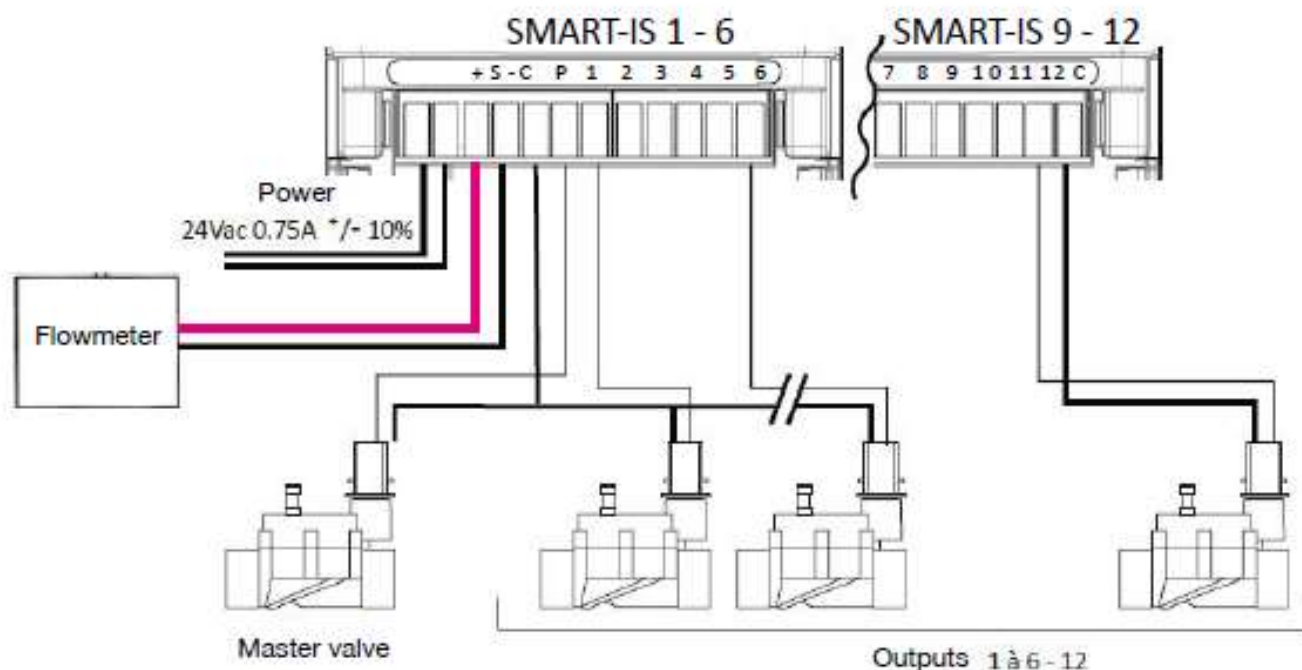 SMART-IS 1 - 6
SMART-IS 9 - 12
+ S - C P 1 2 3 4 5 6
7 8 9 10 11 12 C
Power
24Vac 0.75A +/- 10%
Flowmeter
Master valve
Outputs 1 à 6 - 12